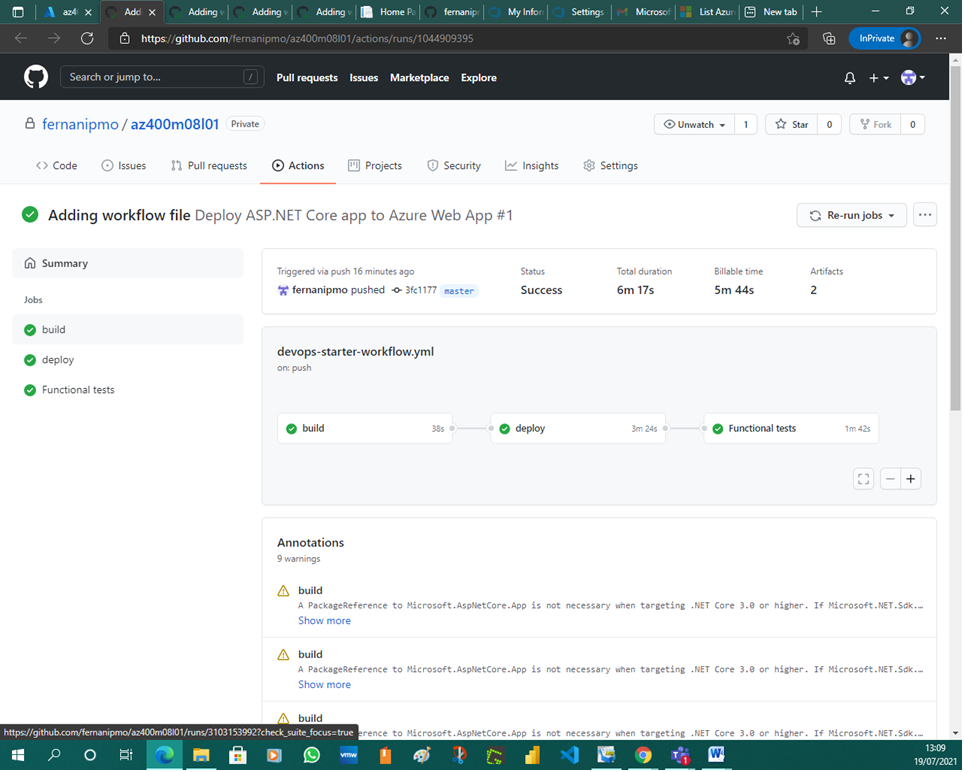 az4
Add
Adding v
Adding v
Adding v
Home Pa
fernanipr
My Infor
Settings
Microsof
List Azur
New tab
https://github.com/fernanipmo/az400m08l01/actions/runs/1044909395
InPrivate
Search or jump to...
/
Pull requests
Issues
Marketplace
Explore
fernanipmo / az400m08l01
Private
Unwatch
1
Star
0
Fork
0
Code
Issues
Pull requests
Actions
Projects
Security
Insights
Settings
Adding workflow file Deploy ASP.NET Core app to Azure Web App #1
Re-run jobs
Summary
Jobs
build
deploy
Functional tests
Triggered via push 16 minutes ago
fernanipmo pushed 3fc1177 master
Status
Success
Total duration
6m 17s
Billable time
5m 44s
Artifacts
2
devops-starter-workflow.yml
on: push
build
38s
deploy
3m 24s
Functional tests
1m 42s
Annotations
9 warnings
build
A PackageReference to Microsoft.AspNetCore.App is not necessary when targeting .NET Core 3.0 or higher. If Microsoft.NET.Sdk...
Show more
build
A PackageReference to Microsoft.AspNetCore.App is not necessary when targeting .NET Core 3.0 or higher. If Microsoft.NET.Sdk...
Show more
build
ce to Microsoft.AspNetCore.App is not necessary when targeting .NET Core 3.0 or higher. If Microsoft.NET.Sdk...
https://github.com/fernanipmo/az400m08l01/runs/3103153992?check_suite_focus=true
vmw
1
13:09
19/07/2021